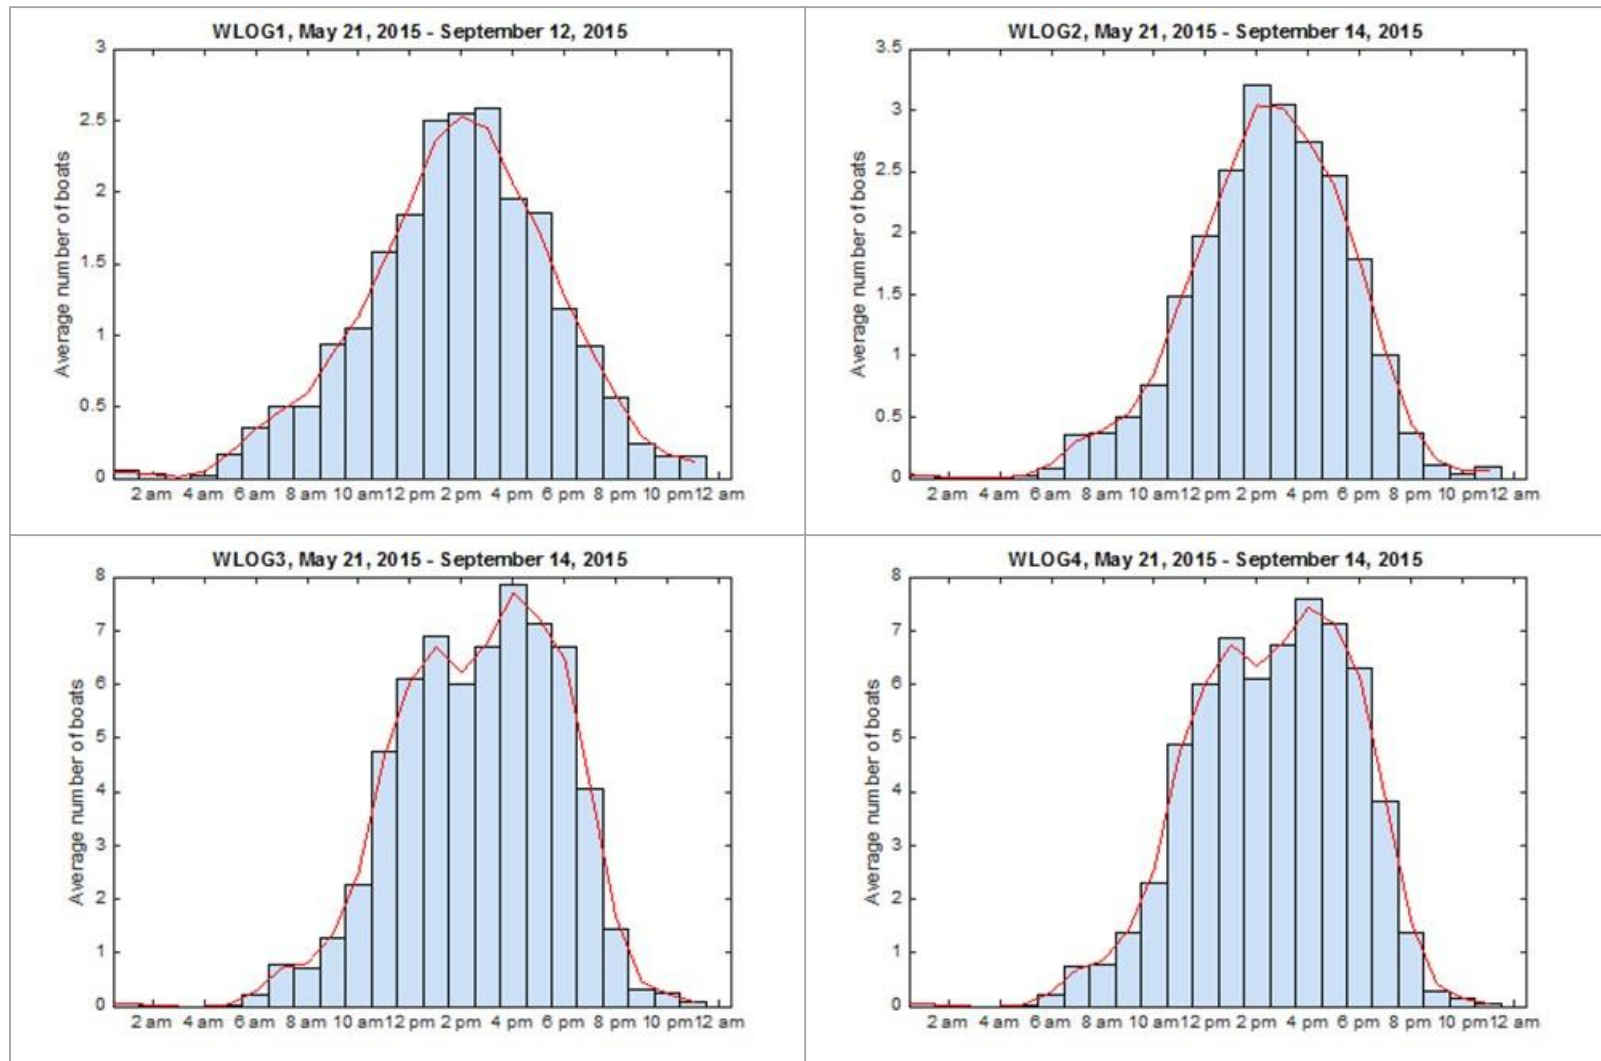 WLOG1, May 21, 2015 - September 12, 2015
3
2.5
2
1.5
1
0.5
0
Average number of boats
2 am 4 am 6 am 8 am 10 am 12 pm 2 pm 4 pm 6 pm 8 pm 10 pm 12 am
WLOG2, May 21, 2015 - September 14, 2015
3.5
3
2.5
2
1.5
1
0.5
0
Average number of boats
2 am 4 am 6 am 8 am 10 am 12 pm 2 pm 4 pm 6 pm 8 pm 10 pm 12 am
WLOG3, May 21, 2015 - September 14, 2015
8
7
6
5
4
3
2
1
0
Average number of boats
2 am 4 am 6 am 8 am 10 am 12 pm 2 pm 4 pm 6 pm 8 pm 10 pm 12 am
WLOG4, May 21, 2015 - September 14, 2015
8
7
6
5
4
3
2
1
0
Average number of boats
2 am 4 am 6 am 8 am 10 am 12 pm 2 pm 4 pm 6 pm 8 pm 10 pm 12 am